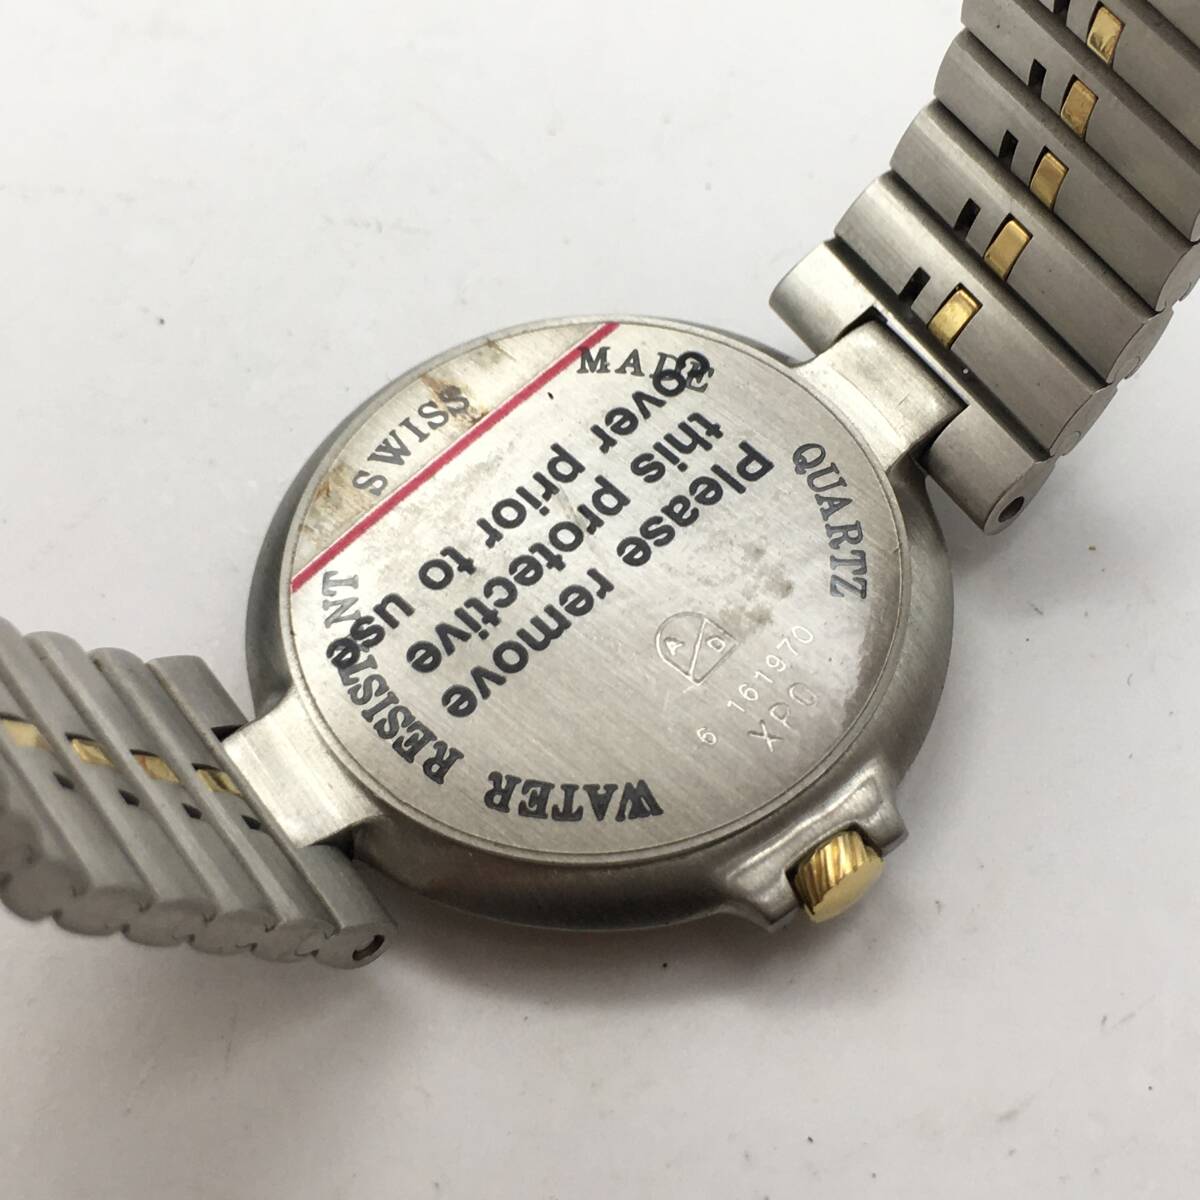 SWISS MADE
QUARTZ
WATER RESISTANT
Please remove
this protective
cover prior to use
A D
6 161970
XPO